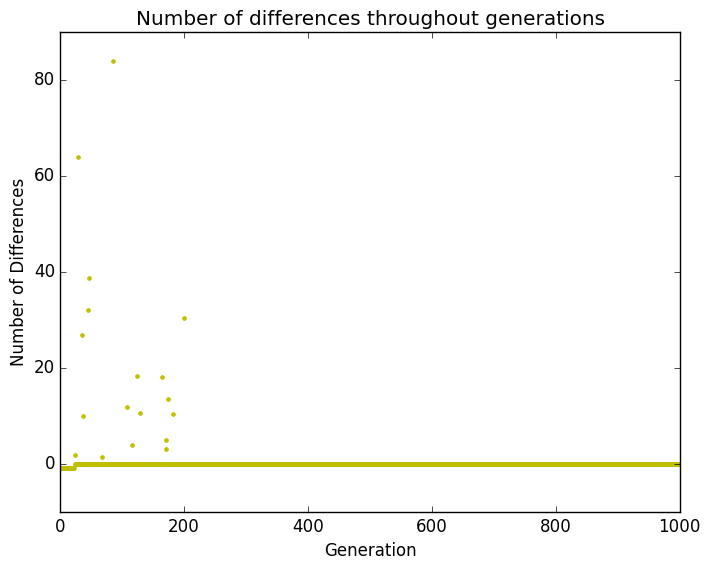 Number of differences throughout generations
Number of Differences
80
60
40
20
0
0 200 400 600 800 1000
Generation